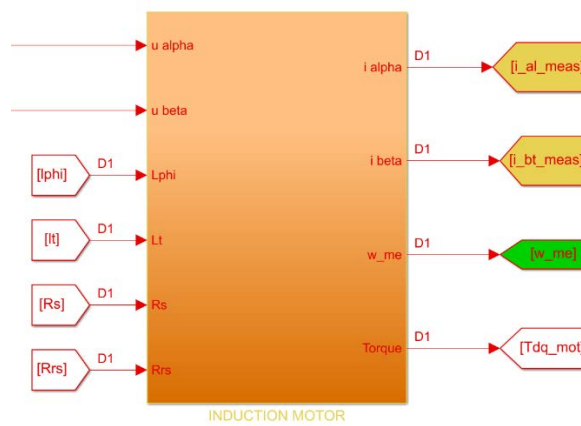 u alpha
i alpha
D1
[i_al_meas]
u beta
i beta
D1
[i_bt_meas]
[lphi]
D1
Lphi
[lt]
D1
Lt
w_me
D1
[w_me]
[Rs]
D1
Rs
Torque
D1
[Tdq_mot]
[Rrs]
D1
Rrs
INDUCTION MOTOR